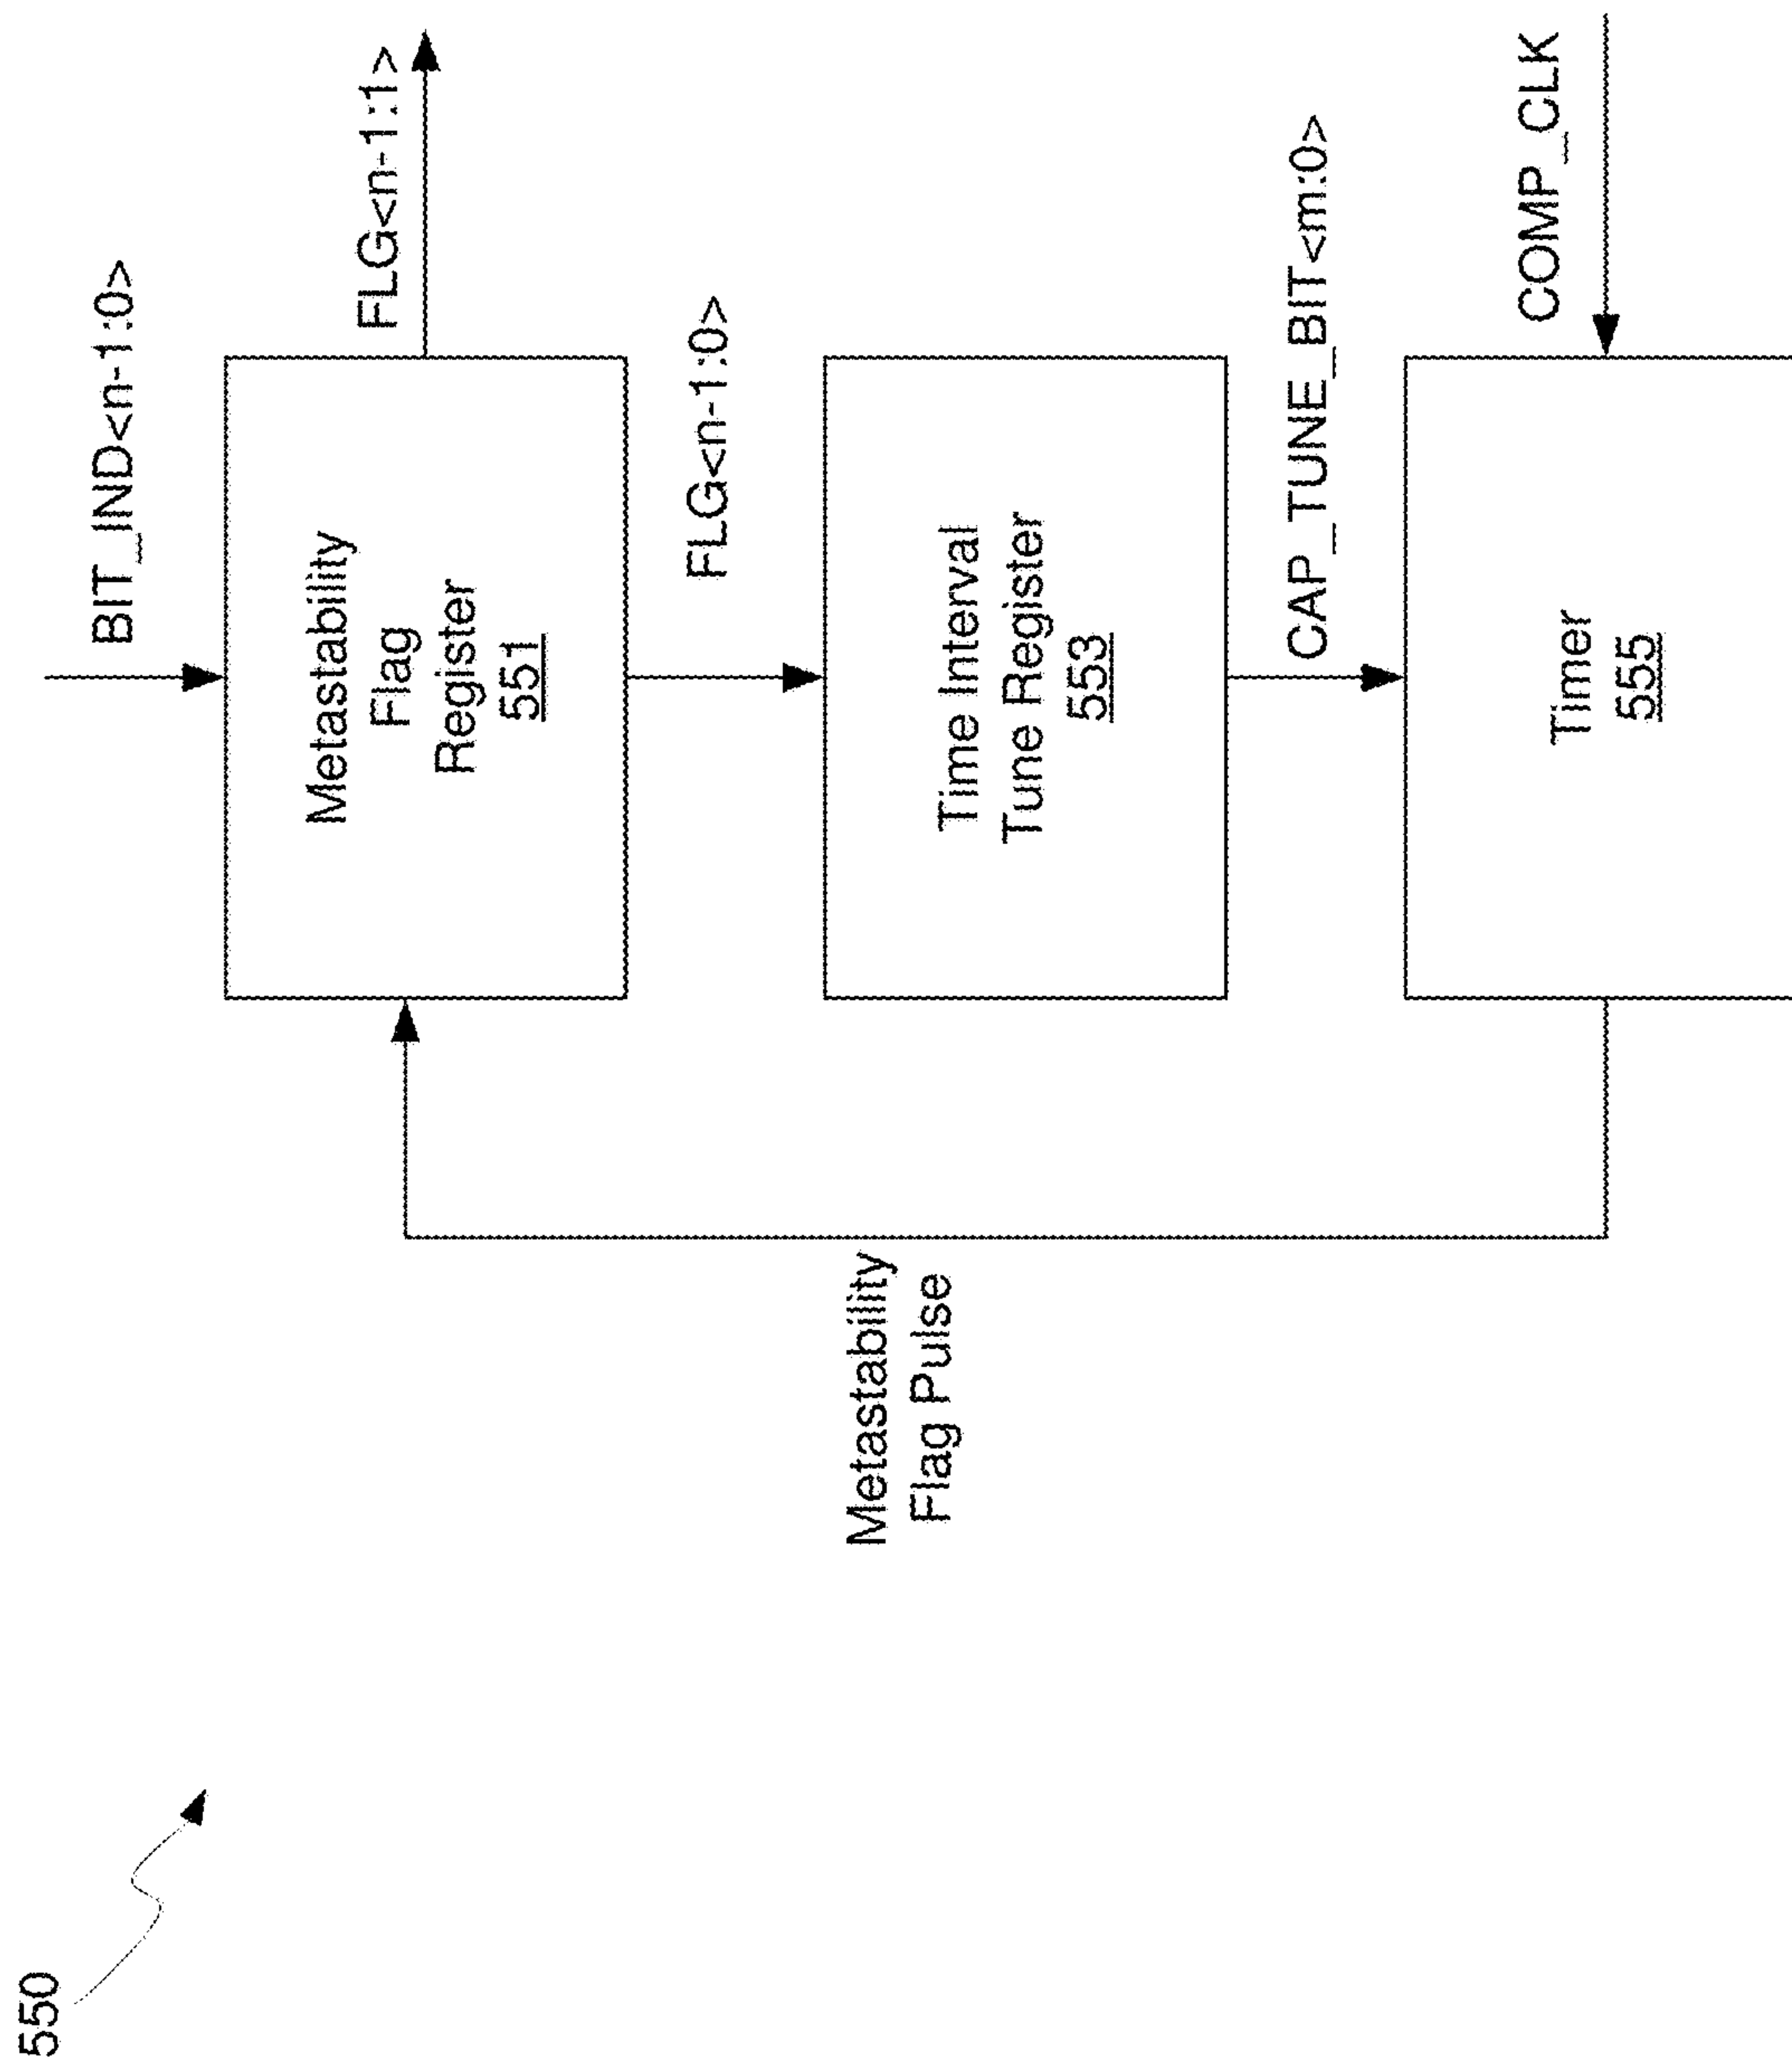 550
BIT_IND<n-1:0>
Metastability
Flag
Register
551
FLG<n-1:1>
FLG<n-1:0>
Metastability
Flag Pulse
Time Interval
Tune Register
553
CAP_TUNE_BIT<m:0>
COMP_CLK
Timer
555